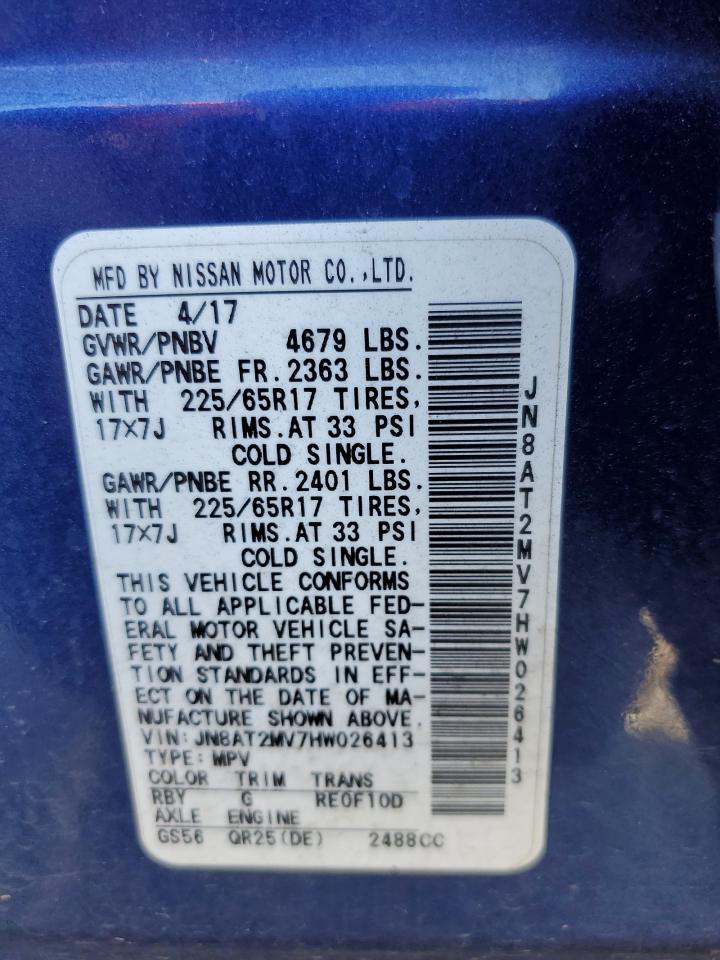 MFD BY NISSAN MOTOR CO.,LTD.
DATE 4/17
GVWR/PNBV 4679 LBS.
GAWR/PNBE FR. 2363 LBS.
WITH 225/65R17 TIRES,
17X7J RIMS.AT 33 PSI
COLD SINGLE.
GAWR/PNBE RR. 2401 LBS.
WITH 225/65R17 TIRES,
17X7J RIMS.AT 33 PSI
COLD SINGLE.
THIS VEHICLE CONFORMS
TO ALL APPLICABLE FED-
ERAL MOTOR VEHICLE SA-
FETY AND THEFT PREVEN-
TION STANDARDS IN EFF-
ECT ON THE DATE OF MA-
NUFACTURE SHOWN ABOVE.
VIN: JN8AT2MV7HW026413
TYPE: MPV
COLOR TRIM TRANS
RBY G RE0F10D
AXLE ENGINE
GS56 QR25(DE) 2488CC
JN8AT2MV7HW026413